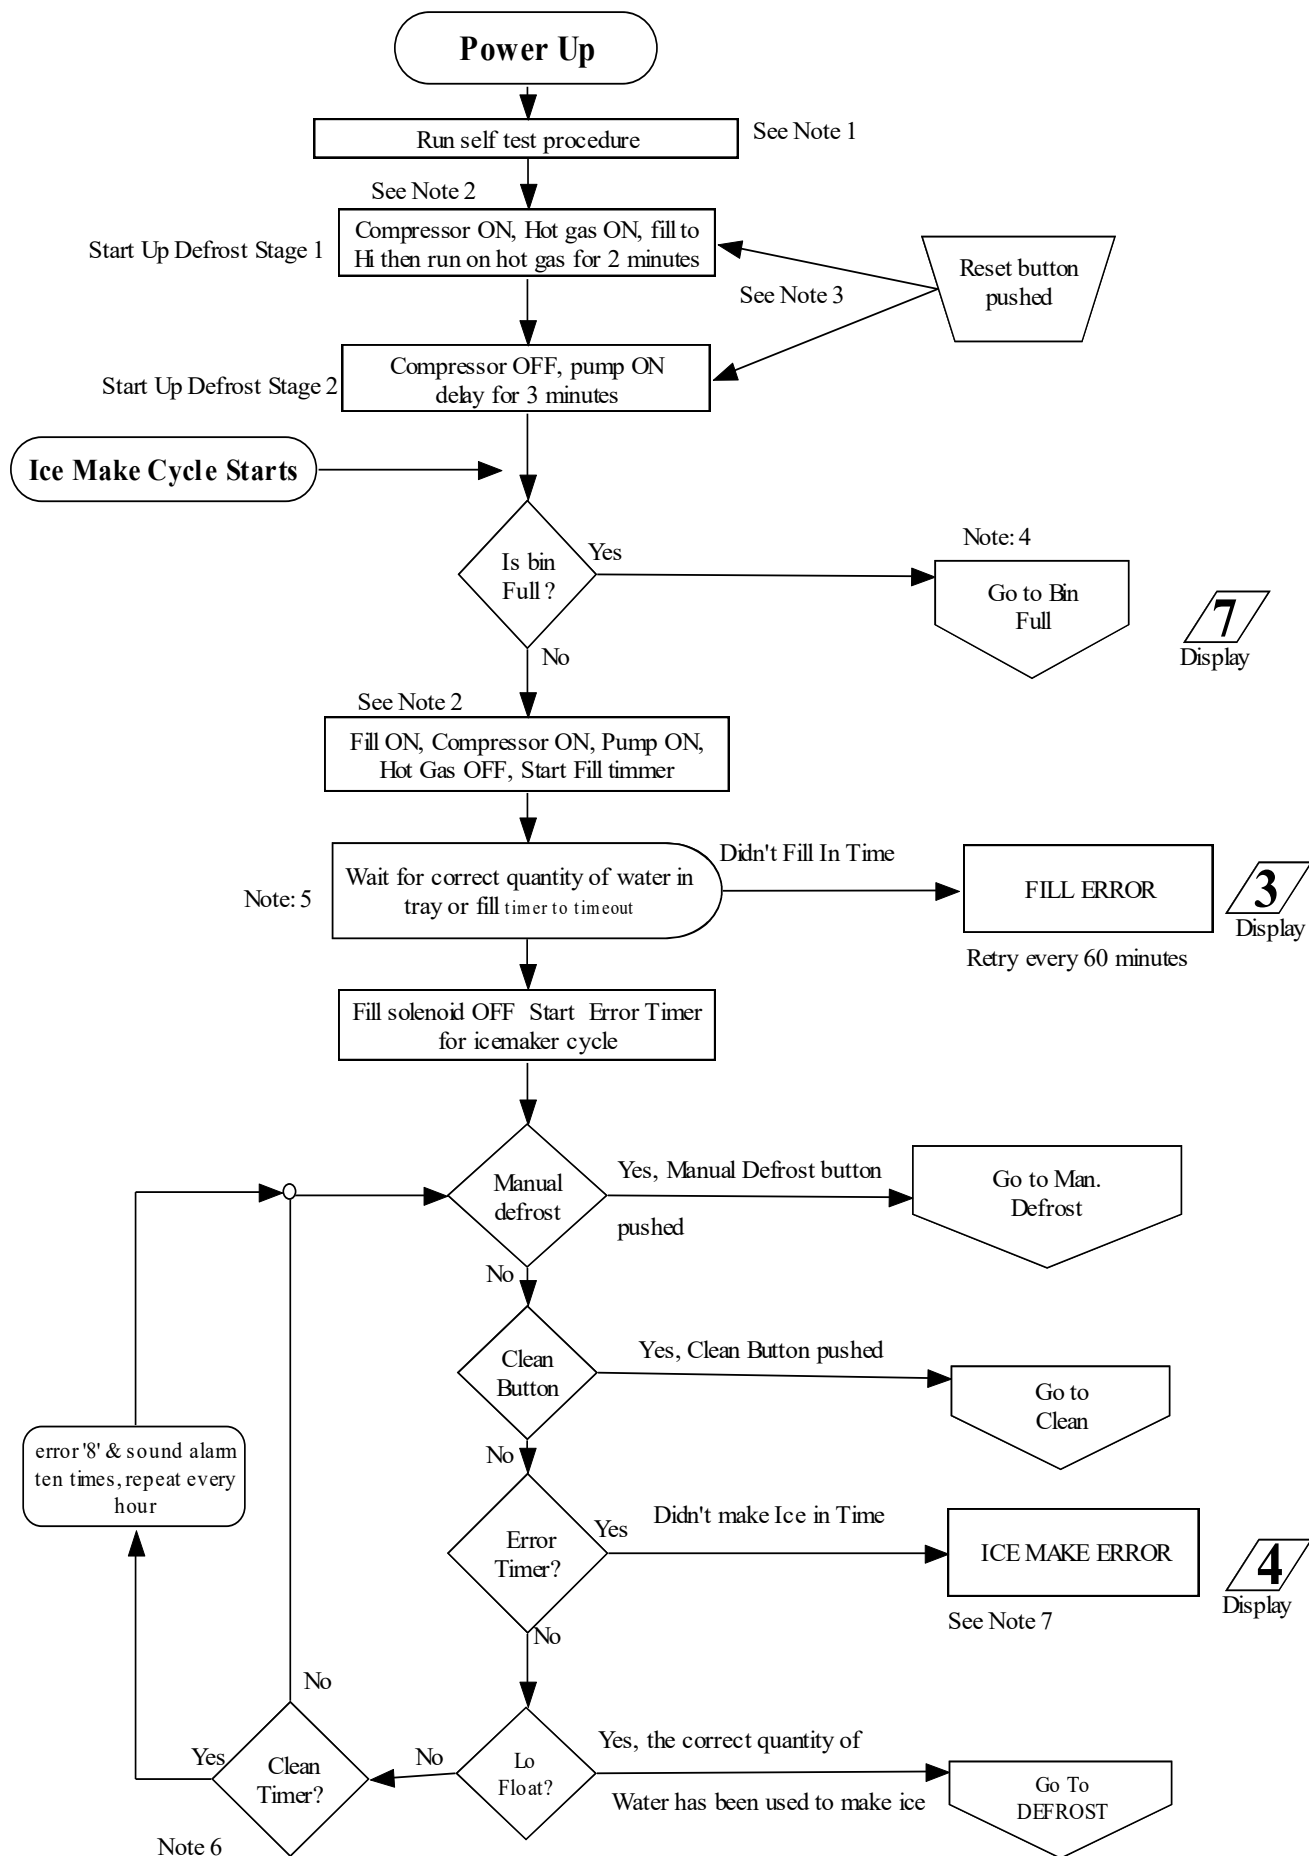 Power Up
Run self test procedure
See Note 1
See Note 2
Start Up Defrost Stage 1
Compressor ON, Hot gas ON, fill to
Hi then run on hot gas for 2 minutes
See Note 3
Reset button
pushed
Start Up Defrost Stage 2
Compressor OFF, pump ON
delay for 3 minutes
Ice Make Cycle Starts
Is bin
Full ?
Yes
No
Note: 4
Go to Bin
Full
7
Display
See Note 2
Fill ON, Compressor ON, Pump ON,
Hot Gas OFF, Start Fill timmer
Note: 5
Wait for correct quantity of water in
tray or fill timer to timeout
Didn't Fill In Time
FILL ERROR
3
Display
Retry every 60 minutes
Fill solenoid OFF Start Error Timer
for icemaker cycle
Manual
defrost
Yes, Manual Defrost button
pushed
Go to Man.
Defrost
No
Clean
Button
Yes, Clean Button pushed
Go to
Clean
No
error '8' & sound alarm
ten times, repeat every
hour
Error
Timer?
Yes
Didn't make Ice in Time
ICE MAKE ERROR
4
Display
See Note 7
No
No
Yes
Clean
Timer?
Note 6
No
Lo
Float?
Yes, the correct quantity of
Water has been used to make ice
Go To
DEFROST